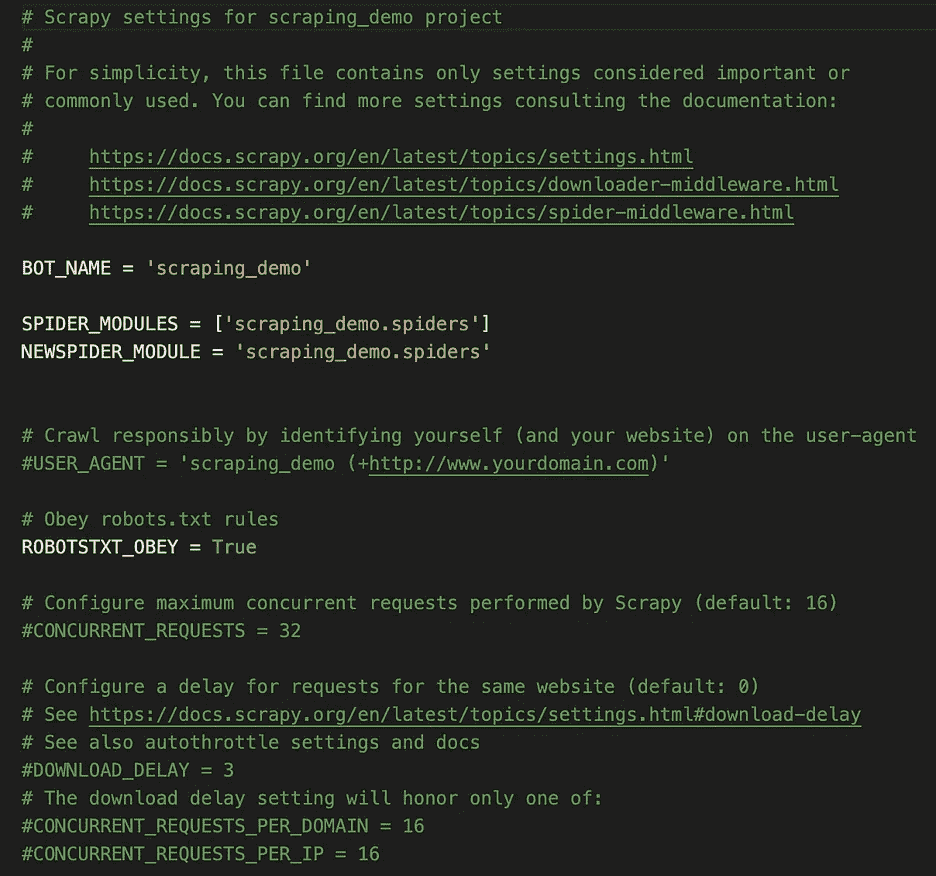 # Scrapy settings for scraping_demo project
#
# For simplicity, this file contains only settings considered important or
# commonly used. You can find more settings consulting the documentation:
#
#     https://docs.scrapy.org/en/latest/topics/settings.html
#     https://docs.scrapy.org/en/latest/topics/downloader-middleware.html
#     https://docs.scrapy.org/en/latest/topics/spider-middleware.html

BOT_NAME = 'scraping_demo'

SPIDER_MODULES = ['scraping_demo.spiders']
NEWSPIDER_MODULE = 'scraping_demo.spiders'


# Crawl responsibly by identifying yourself (and your website) on the user-agent
#USER_AGENT = 'scraping_demo (+http://www.yourdomain.com)'

# Obey robots.txt rules
ROBOTSTXT_OBEY = True

# Configure maximum concurrent requests performed by Scrapy (default: 16)
#CONCURRENT_REQUESTS = 32

# Configure a delay for requests for the same website (default: 0)
# See https://docs.scrapy.org/en/latest/topics/settings.html#download-delay
# See also autothrottle settings and docs
#DOWNLOAD_DELAY = 3
# The download delay setting will honor only one of:
#CONCURRENT_REQUESTS_PER_DOMAIN = 16
#CONCURRENT_REQUESTS_PER_IP = 16